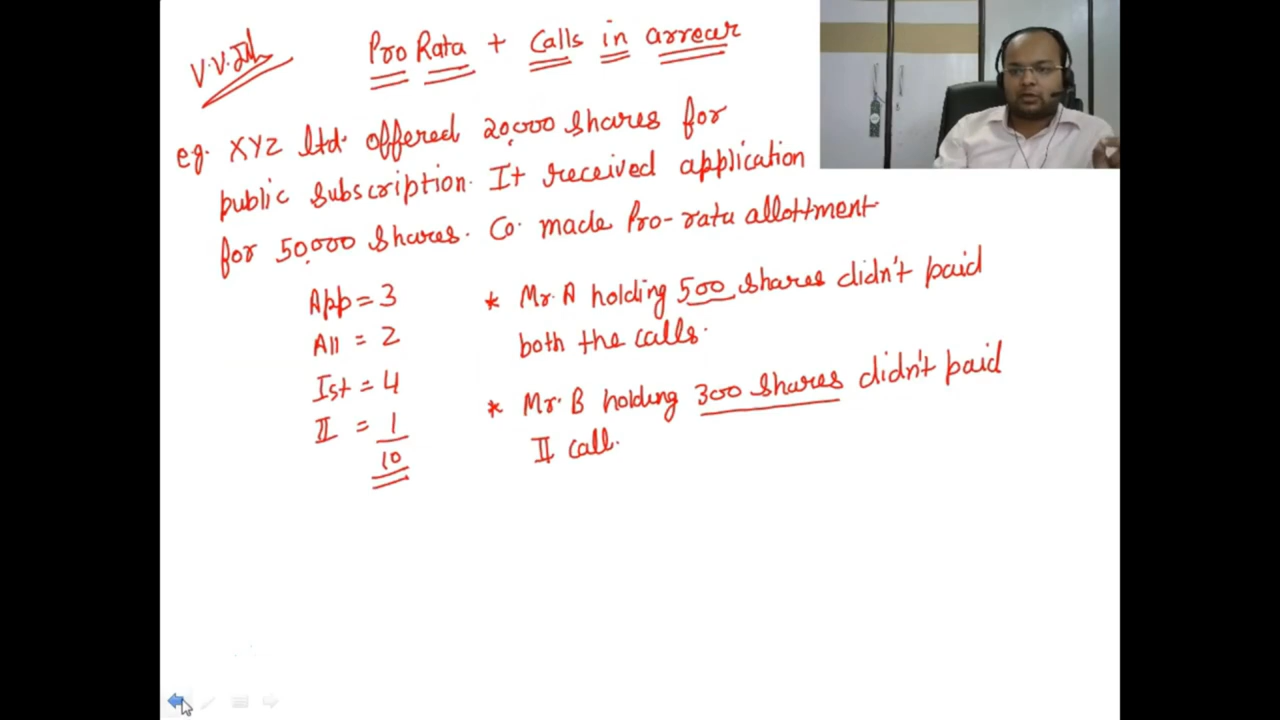 V.V.Imp
Pro Rata + Calls in arrear
eg. XYZ ltd. offered 20,000 shares for
public subscription. It received application
for 50,000 shares. Co. made Pro-rata allottment.
App = 3
All = 2
Ist = 4
II = 1
10
* Mr. A holding 500 shares didn't paid
both the calls.
* Mr. B holding 300 shares didn't paid
II call.